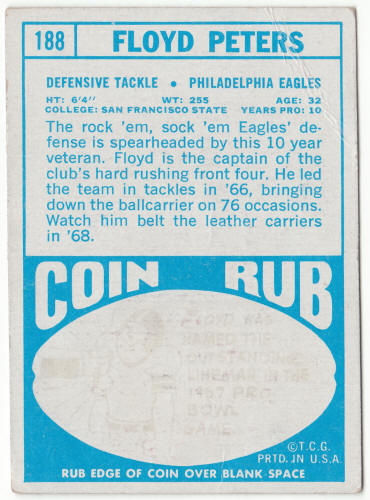 188 FLOYD PETERS
DEFENSIVE TACKLE • PHILADELPHIA EAGLES
HT: 6'4" WT: 255 AGE: 32
COLLEGE: SAN FRANCISCO STATE YEARS PRO: 10
The rock 'em, sock 'em Eagles' de-
fense is spearheaded by this 10 year
veteran. Floyd is the captain of the
club's hard rushing front four. He led
the team in tackles in '66, bringing
down the ballcarrier on 76 occasions.
Watch him belt the leather carriers
in '68.
COIN RUB
FLOYD WAS
NAMED THE
OUTSTANDING
LINEMAN IN THE
1967 PRO
BOWL
GAME
©T.C.G.
PRTD. IN U.S.A.
RUB EDGE OF COIN OVER BLANK SPACE